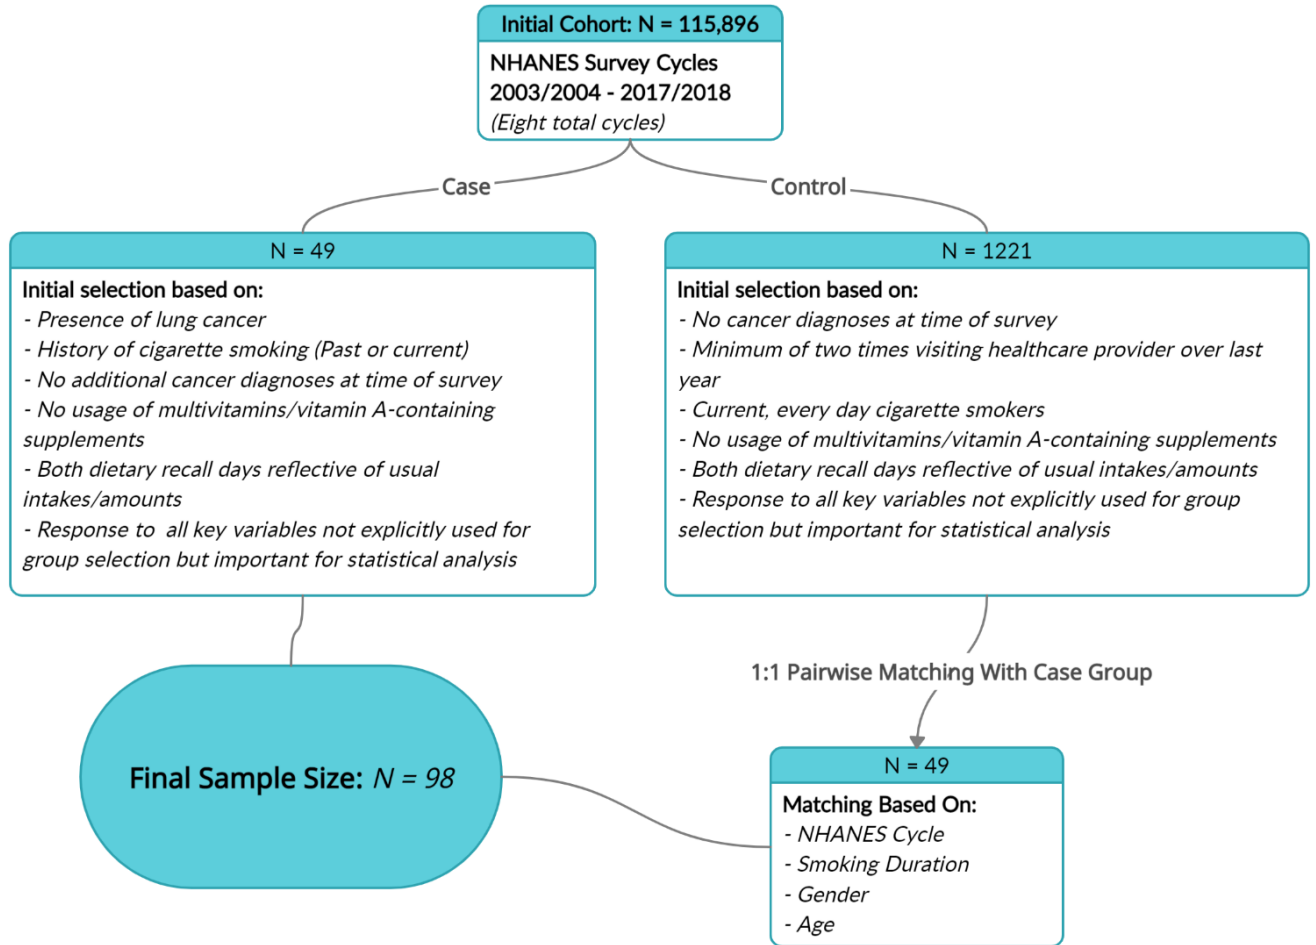 Initial Cohort: N = 115,896
NHANES Survey Cycles
2003/2004 - 2017/2018
(Eight total cycles)
Case
Control
N = 49
Initial selection based on:
- Presence of lung cancer
- History of cigarette smoking (Past or current)
- No additional cancer diagnoses at time of survey
- No usage of multivitamins/vitamin A-containing
supplements
- Both dietary recall days reflective of usual
intakes/amounts
- Response to all key variables not explicitly used for
group selection but important for statistical analysis
N = 1221
Initial selection based on:
- No cancer diagnoses at time of survey
- Minimum of two times visiting healthcare provider over last
year
- Current, every day cigarette smokers
- No usage of multivitamins/vitamin A-containing supplements
- Both dietary recall days reflective of usual intakes/amounts
- Response to all key variables not explicitly used for group
selection but important for statistical analysis
1:1 Pairwise Matching With Case Group
Final Sample Size: N = 98
N = 49
Matching Based On:
- NHANES Cycle
- Smoking Duration
- Gender
- Age